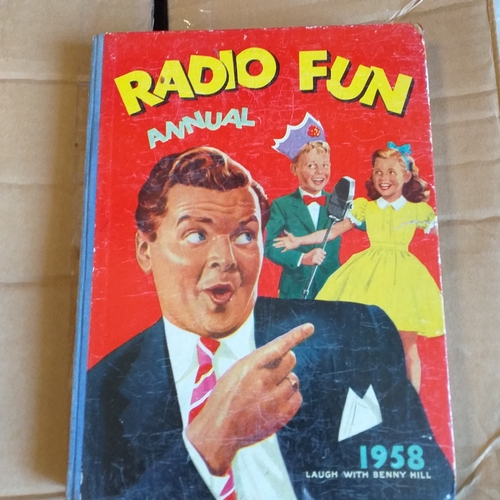 RADIO FUN
ANNUAL
1958
LAUGH WITH BENNY HILL